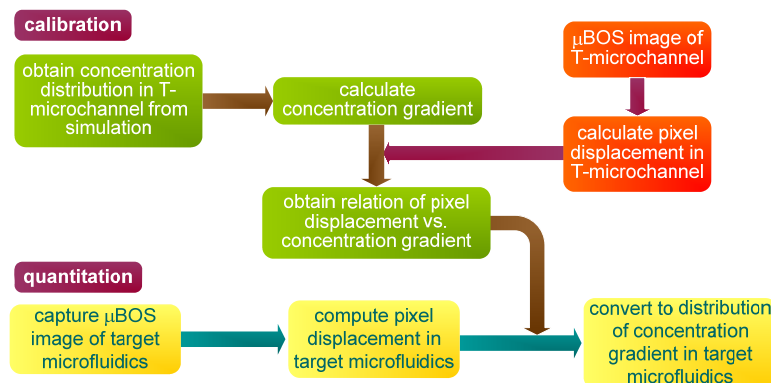 calibration
obtain concentration
distribution in T-
microchannel from
simulation
calculate
concentration gradient
μBOS image of
T-microchannel
calculate pixel
displacement in
T-microchannel
obtain relation of pixel
displacement vs.
concentration gradient
quantitation
capture μBOS
image of target
microfluidics
compute pixel
displacement in
target microfluidics
convert to distribution
of concentration
gradient in target
microfluidics